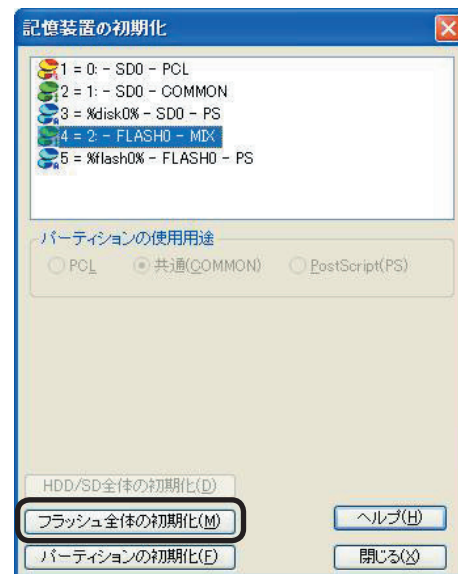 記憶装置の初期化
1 = 0: - SD0 - PCL
2 = 1: - SD0 - COMMON
3 = %disk0% - SD0 - PS
4 = 2: - FLASH0 - MIX
5 = %flash0% - FLASH0 - PS
パーティションの使用用途
PCL 共通(COMMON) PostScript(PS)
HDD/SD全体の初期化(D)
フラッシュ全体の初期化(M) ヘルプ(H)
パーティションの初期化(F) 閉じる(X)